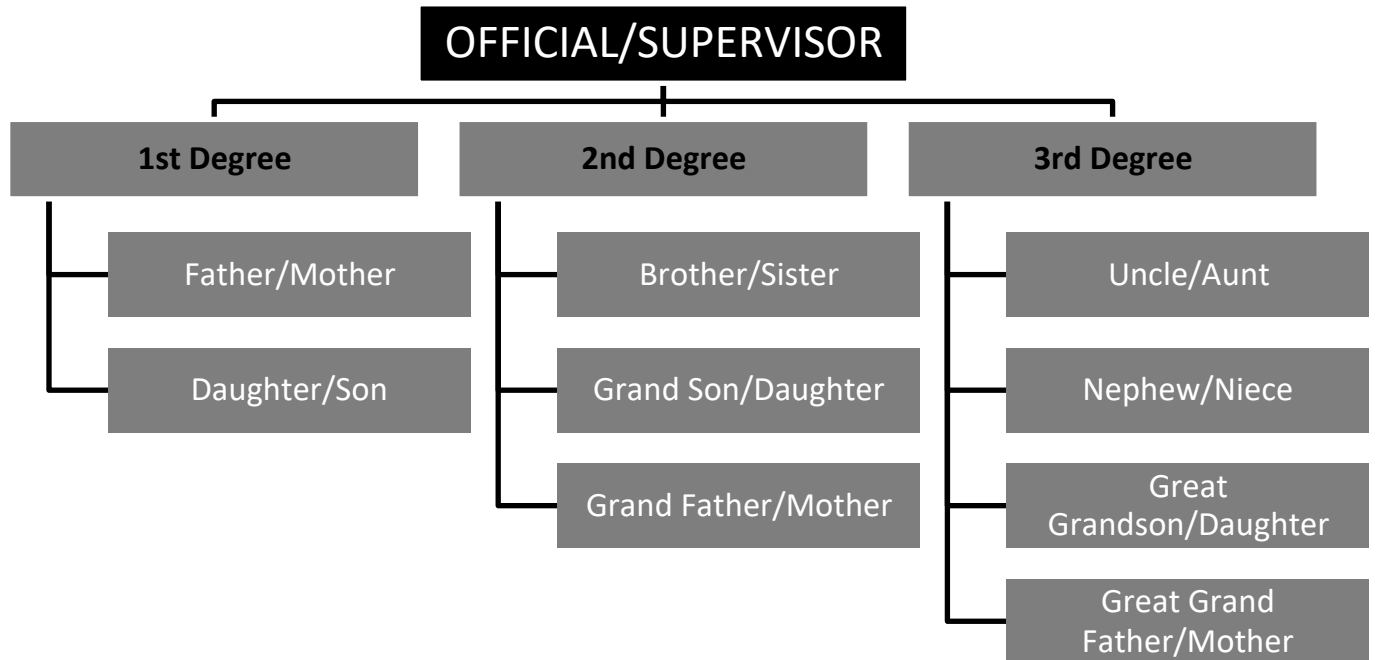 OFFICIAL/SUPERVISOR
1st Degree
Father/Mother
Daughter/Son
2nd Degree
Brother/Sister
Grand Son/Daughter
Grand Father/Mother
3rd Degree
Uncle/Aunt
Nephew/Niece
Great
Grandson/Daughter
Great Grand
Father/Mother